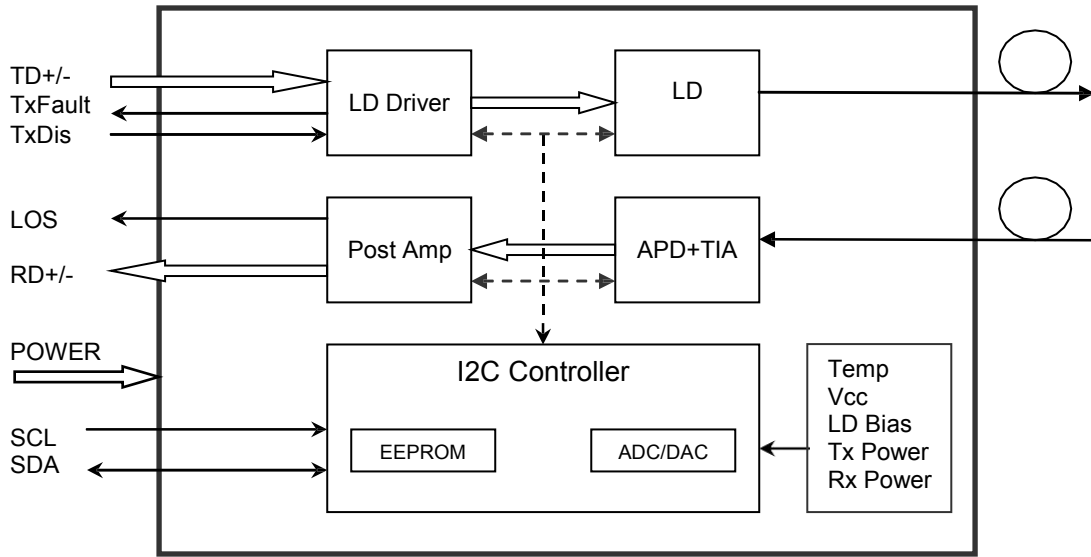 TD+/-
TxFault
TxDis
LD Driver
LD
LOS
RD+/-
Post Amp
APD+TIA
POWER
SCL
SDA
I2C Controller
EEPROM
ADC/DAC
Temp
Vcc
LD Bias
Tx Power
Rx Power